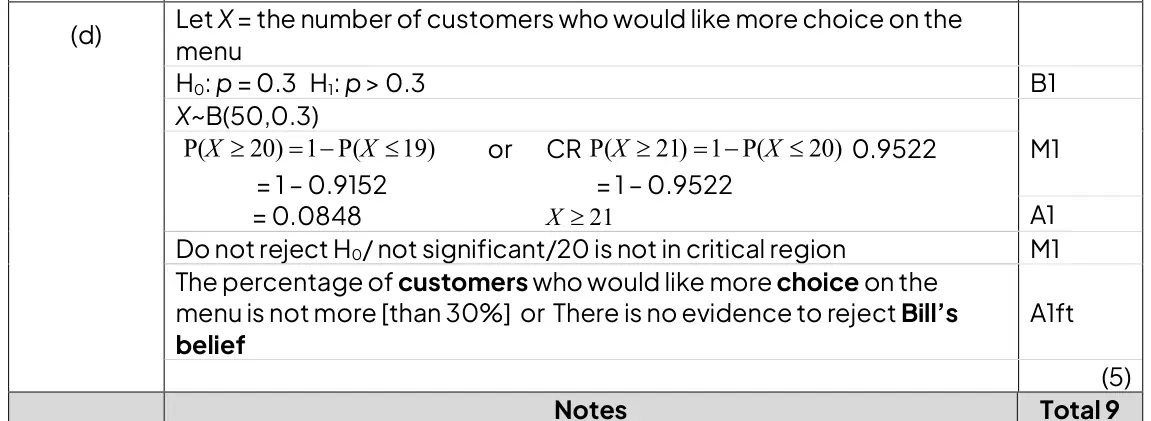 (d)
Let X = the number of customers who would like more choice on the
menu
H₀: p = 0.3 H₁: p > 0.3 B1
X~B(50,0.3)
P(X ≥ 20) = 1 – P(X ≤ 19) or CR P(X ≥ 21) = 1 – P(X ≤ 20) 0.9522 M1
= 1 – 0.9152 = 1 – 0.9522
= 0.0848 X ≥ 21 A1
Do not reject H₀/ not significant/20 is not in critical region M1
The percentage of customers who would like more choice on the
menu is not more [than 30%] or There is no evidence to reject Bill's A1ft
belief
(5)
Notes Total 9